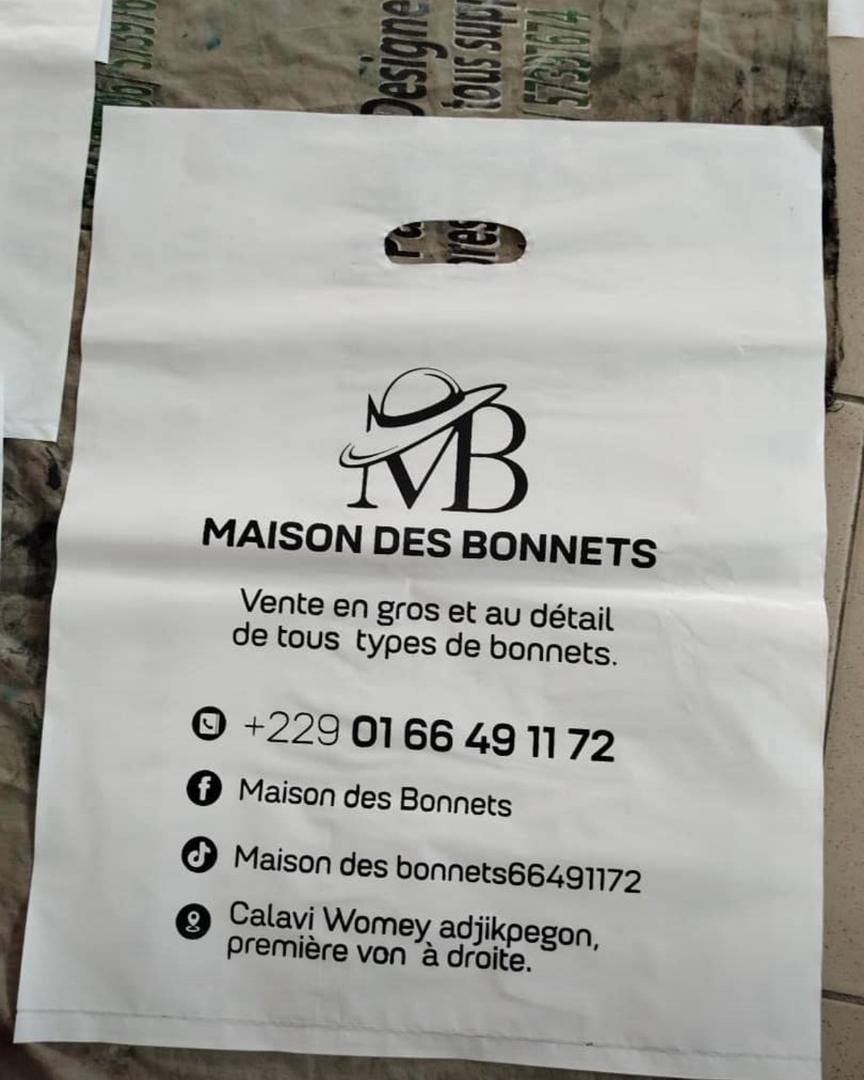 Designe
tous supp
57397674
MB
MAISON DES BONNETS
Vente en gros et au détail
de tous types de bonnets.
+229 01 66 49 11 72
Maison des Bonnets
Maison des bonnets66491172
Calavi Womey adjikpegon,
première von à droite.